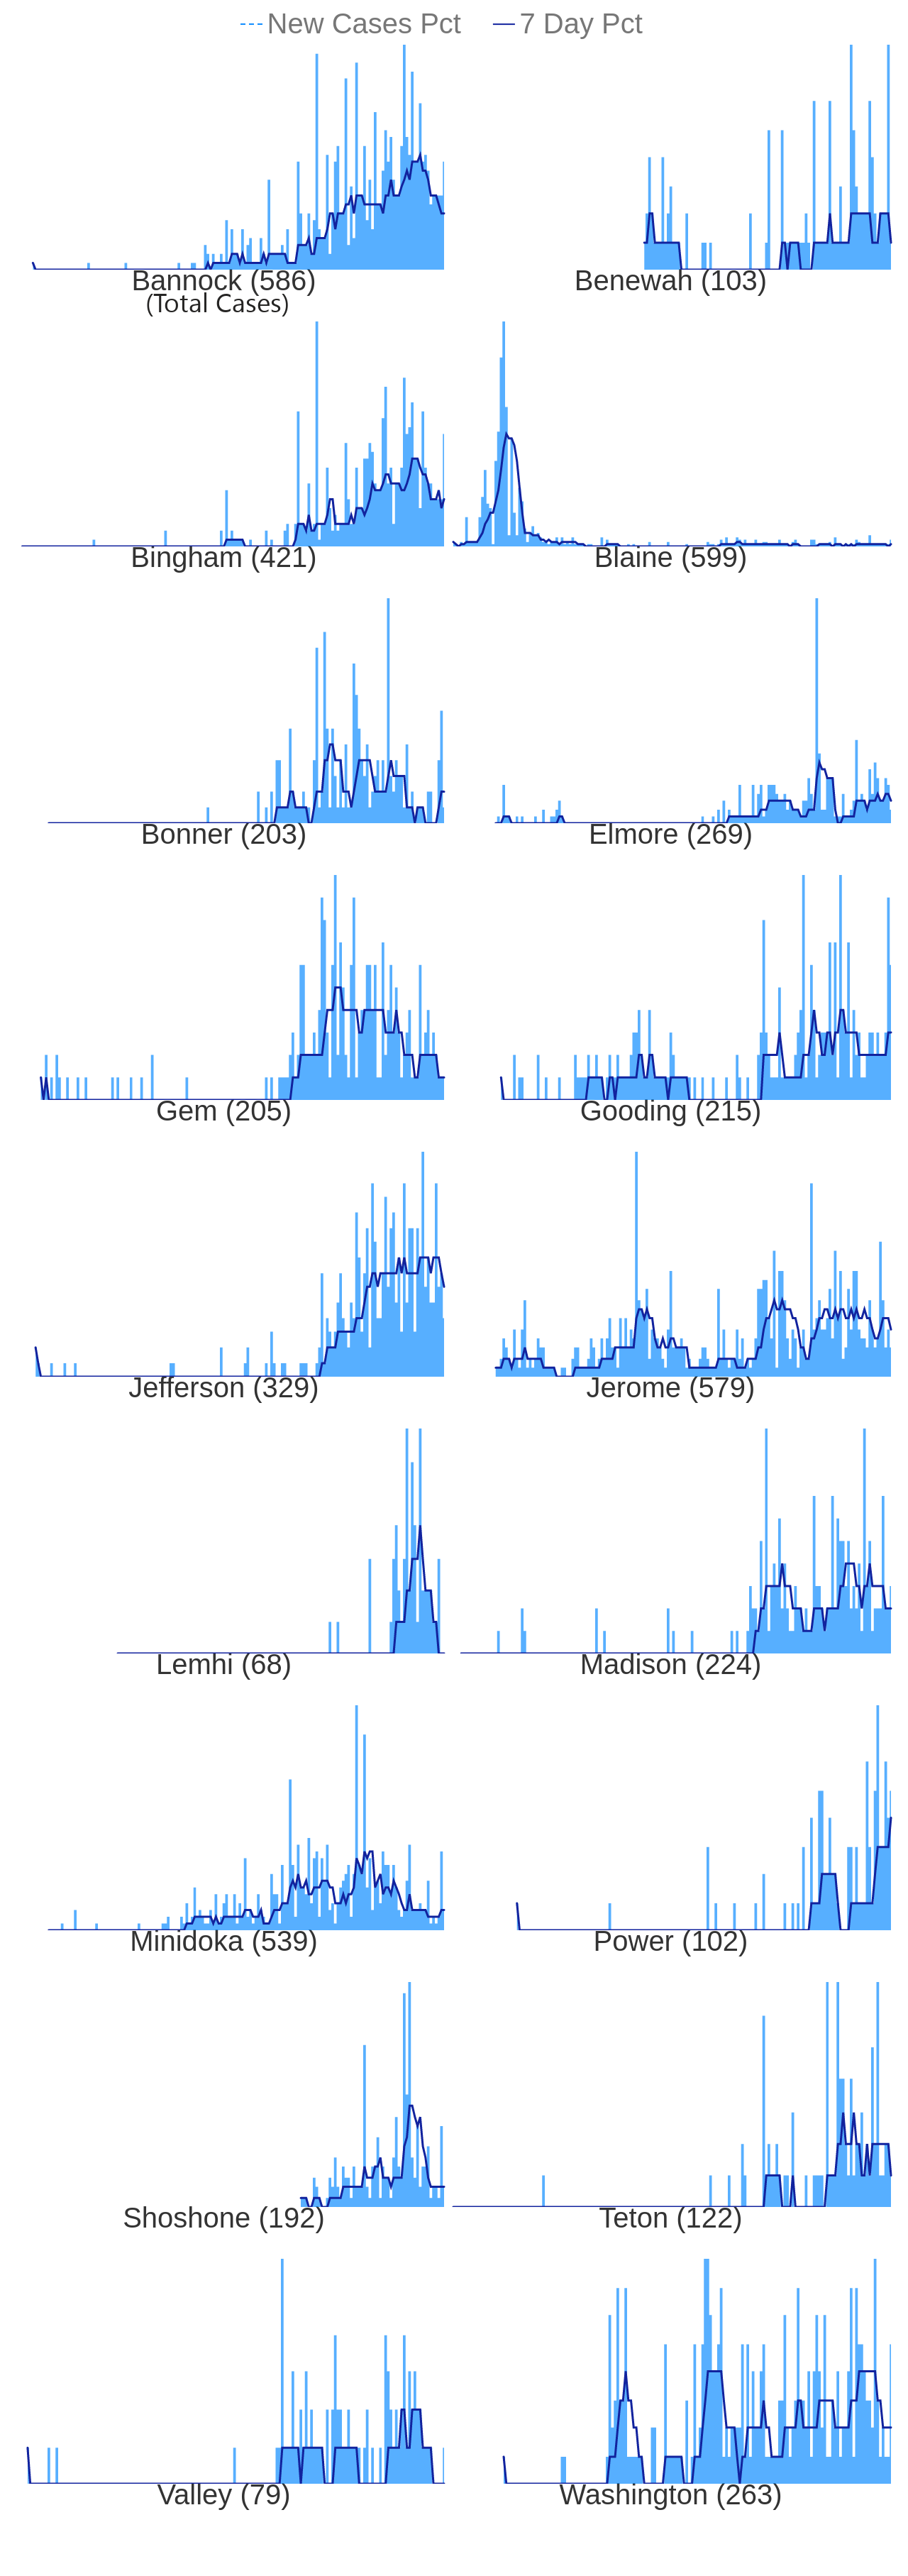 New Cases Pct 7 Day Pct
Bannock (586) Benewah (103)
(Total Cases)
Bingham (421) Blaine (599)
Bonner (203) Elmore (269)
Gem (205) Gooding (215)
Jefferson (329) Jerome (579)
Lemhi (68) Madison (224)
Minidoka (539) Power (102)
Shoshone (192) Teton (122)
Valley (79) Washington (263)